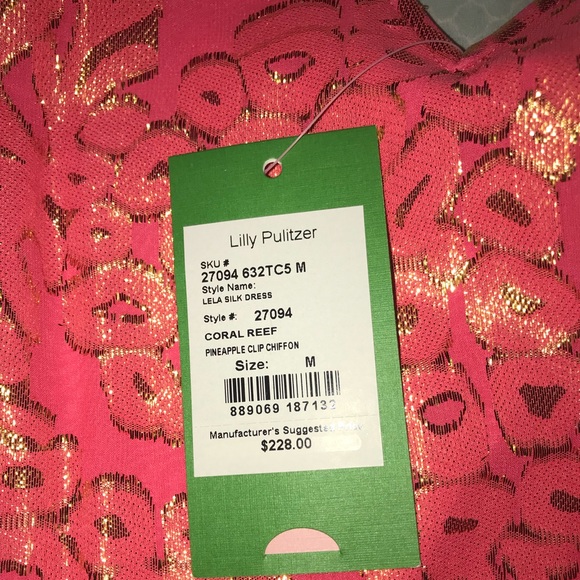 Lilly Pulitzer
SKU #
27094 632TC5 M
Style Name:
LELA SILK DRESS
Style #: 27094
CORAL REEF
PINEAPPLE CLIP CHIFFON
Size: M
889069 187132
Manufacturer's Suggested
$228.00